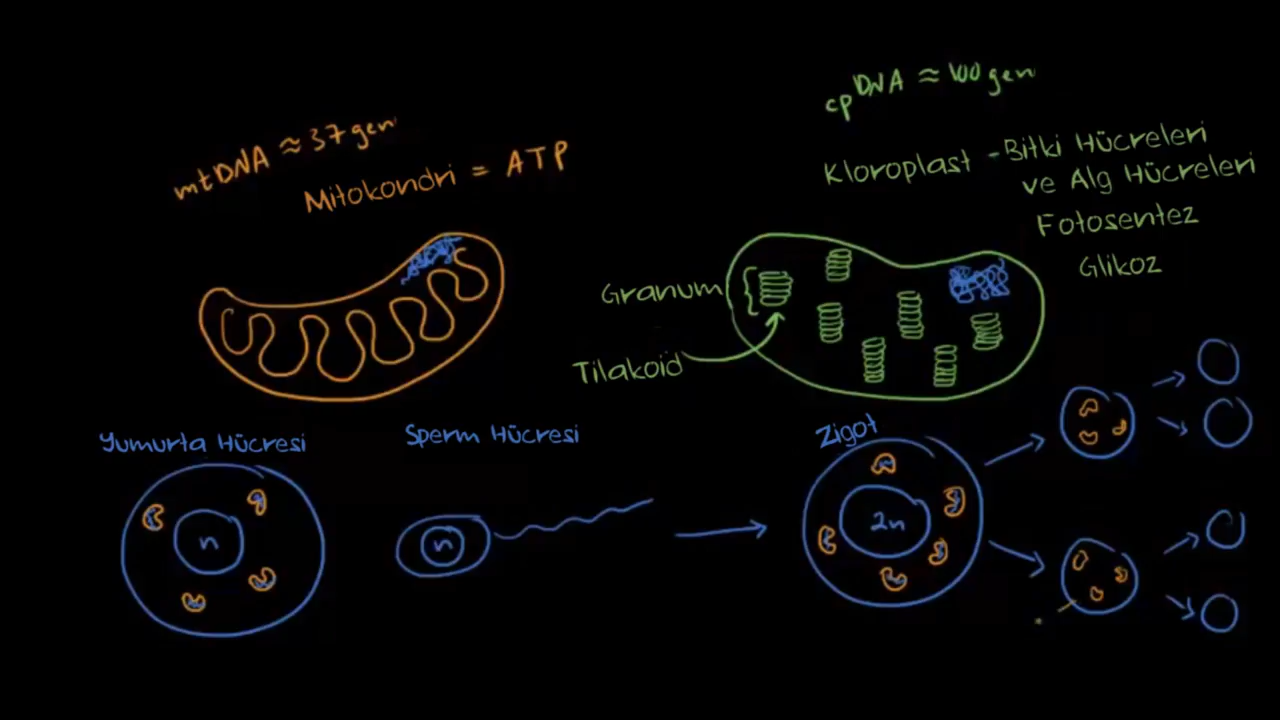 mtDNA ≈ 37 gen
Mitokondri = ATP
cpDNA ≈ 100 gen
Kloroplast - Bitki Hücreleri
ve Alg Hücreleri
Fotosentez
Glikoz
Granum
Tilakoid
Yumurta Hücresi
Sperm Hücresi
Zigot
n
n
2n